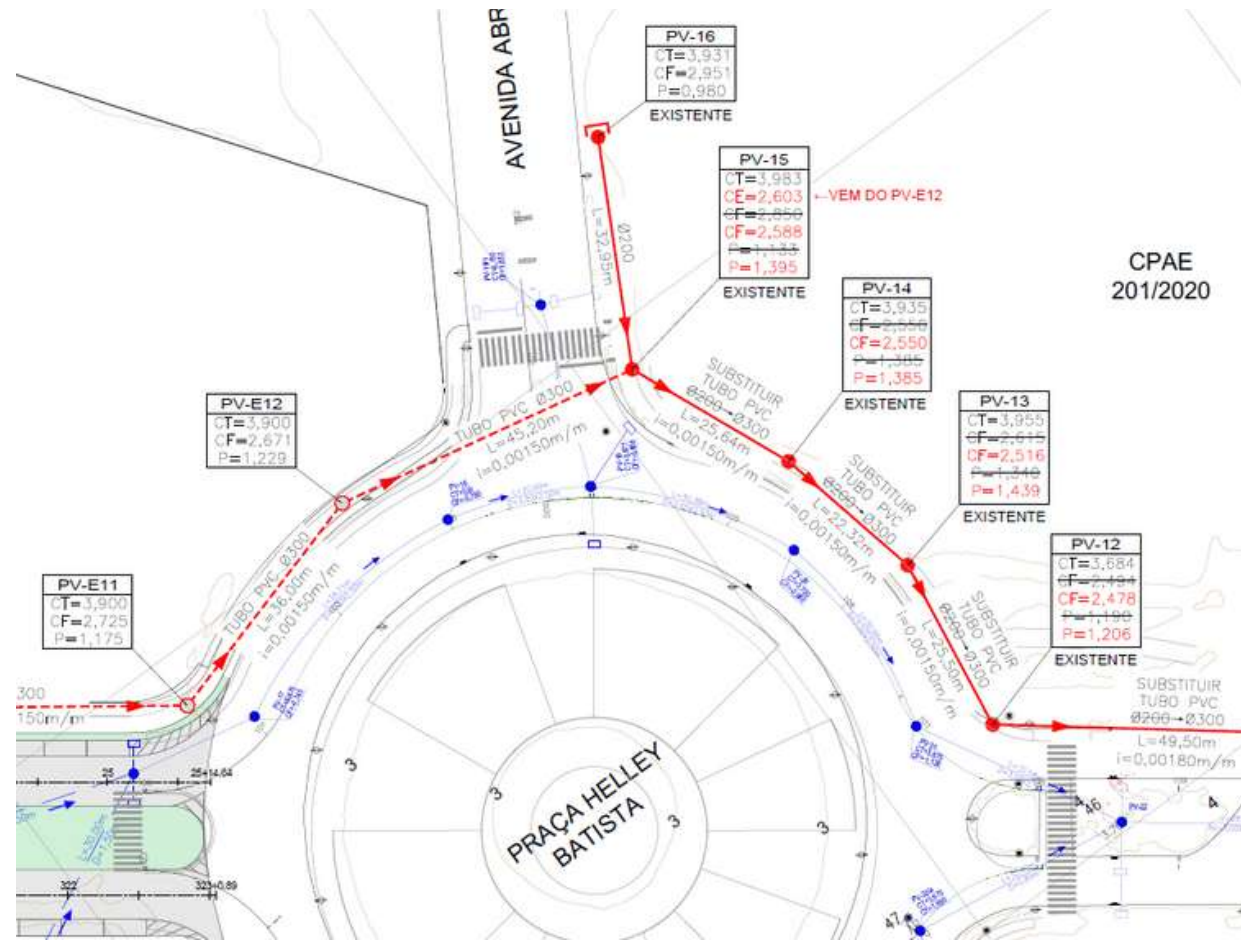 AVENIDA ABR
PV-16
CT=3,931
CF=2,951
P=0,980
EXISTENTE
PV-15
CT=3,983
CE=2,603
←VEM DO PV-E12
CF=2,850
CF=2,588
P=1,133
P=1,395
EXISTENTE
Ø200
L=32,95m
CPAE
201/2020
PV-14
CT=3,935
CF=2,550
CF=2,550
P=1,385
P=1,385
EXISTENTE
SUBSTITUIR
TUBO PVC
Ø200→Ø300
L=25,64m
i=0,00150m/m
PV-13
CT=3,955
CF=2,615
CF=2,516
P=1,340
P=1,439
EXISTENTE
PV-E12
CT=3,900
CF=2,671
P=1,229
TUBO PVC Ø300
L=45,20m
i=0,00150m/m
SUBSTITUIR
TUBO PVC
Ø200→Ø300
L=22,32m
i=0,00150m/m
PV-12
CT=3,684
CF=2,494
CF=2,478
P=1,190
P=1,206
EXISTENTE
PV-E11
CT=3,900
CF=2,725
P=1,175
TUBO PVC Ø300
L=36,00m
i=0,00150m/m
SUBSTITUIR
TUBO PVC
Ø200→Ø300
L=25,50m
i=0,00150m/m
300
150m/m
SUBSTITUIR
TUBO PVC
Ø200→Ø300
L=49,50m
i=0,00180m/m
25+14,64
PRAÇA HELLEY
BATISTA
3
3
3
3
4
46
4
L=30,00m
322
323+0,89
47